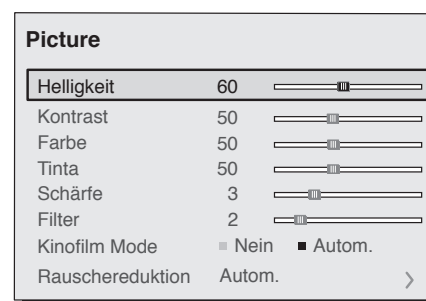 Picture
Helligkeit 60
Kontrast 50
Farbe 50
Tinta 50
Schärfe 3
Filter 2
Kinofilm Mode Nein Autom.
Rauschereduktion Autom.